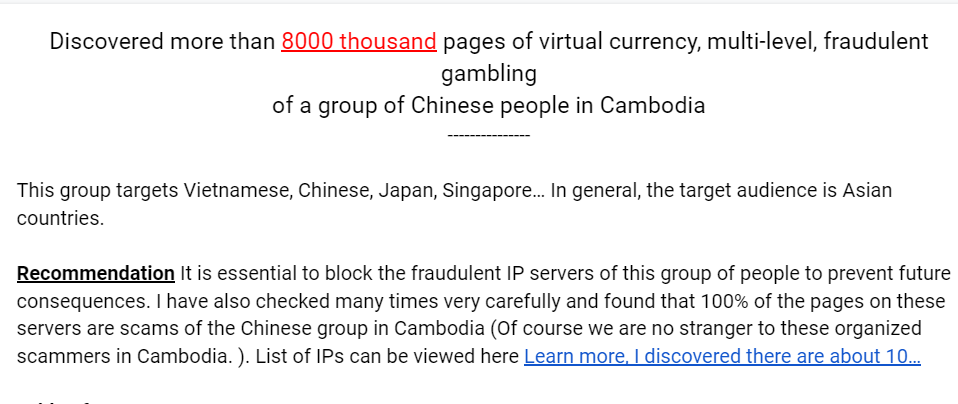 Discovered more than 8000 thousand pages of virtual currency, multi-level, fraudulent
gambling
of a group of Chinese people in Cambodia
---------------
This group targets Vietnamese, Chinese, Japan, Singapore... In general, the target audience is Asian
countries.
Recommendation It is essential to block the fraudulent IP servers of this group of people to prevent future
consequences. I have also checked many times very carefully and found that 100% of the pages on these
servers are scams of the Chinese group in Cambodia (Of course we are no stranger to these organized
scammers in Cambodia. ). List of IPs can be viewed here Learn more, I discovered there are about 10...